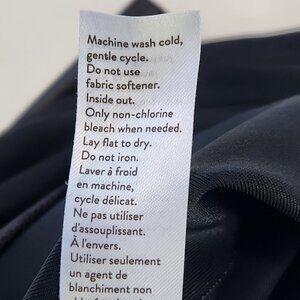 Machine wash cold,
gentle cycle.
Do not use
fabric softener.
Inside out.
Only non-chlorine
bleach when needed.
Lay flat to dry.
Do not iron.
Laver à froid
en machine,
cycle délicat.
Ne pas utiliser
d'assouplissant.
À l'envers.
Utiliser seulement
un agent de
blanchiment non